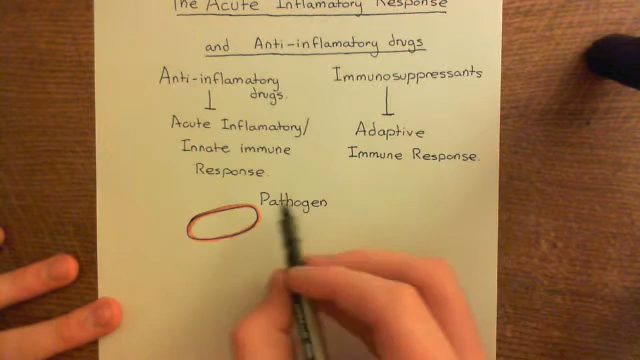 The Acute Inflamatory Response
and Anti-inflamatory drugs
Anti-inflamatory
drugs.
Immunosuppressants
Acute Inflamatory/
Innate immune
Response.
Adaptive
Immune Response.
Pathogen